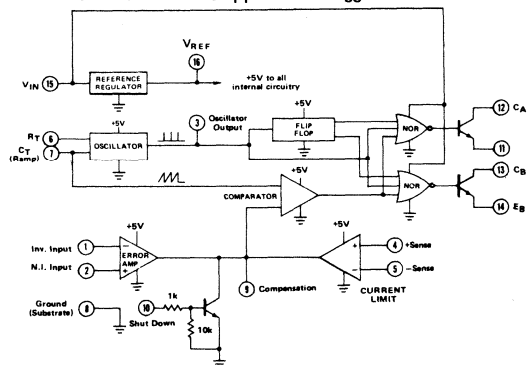 VREF
16
VIN 15
REFERENCE
REGULATOR
+5V to all
internal circuitry
3 Oscillator
Output
+5V
FLIP
FLOP
NOR
12 CA
11
RT 6
CT 7
(Ramp)
+5V
OSCILLATOR
NOR
13 CB
14 EB
+5V
COMPARATOR
+5V
+5V
Inv. Input 1
N.I. Input 2
−
+
ERROR
AMP
+
−
4 +Sense
5 −Sense
CURRENT
LIMIT
9
Compensation
Ground 8
(Substrate)
1k
10
Shut Down
10k